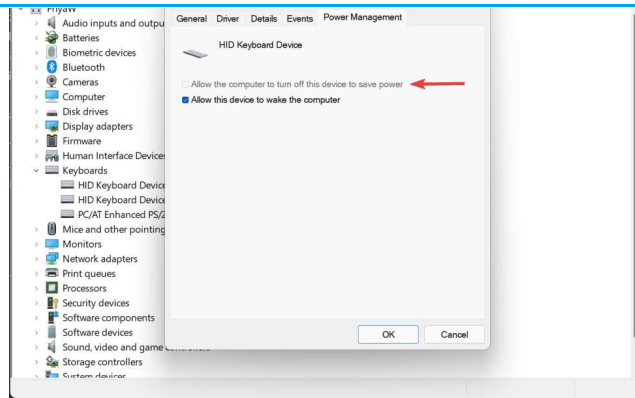 General Driver Details Events Power Management
HID Keyboard Device
Allow the computer to turn off this device to save power
Allow this device to wake the computer
OK Cancel
Audio inputs and outpu
Batteries
Biometric devices
Bluetooth
Cameras
Computer
Disk drives
Display adapters
Firmware
Human Interface Devices
Keyboards
HID Keyboard Device
HID Keyboard Device
PC/AT Enhanced PS/2
Mice and other pointing
Monitors
Network adapters
Print queues
Processors
Security devices
Software components
Software devices
Sound, video and game
Storage controllers
System devices